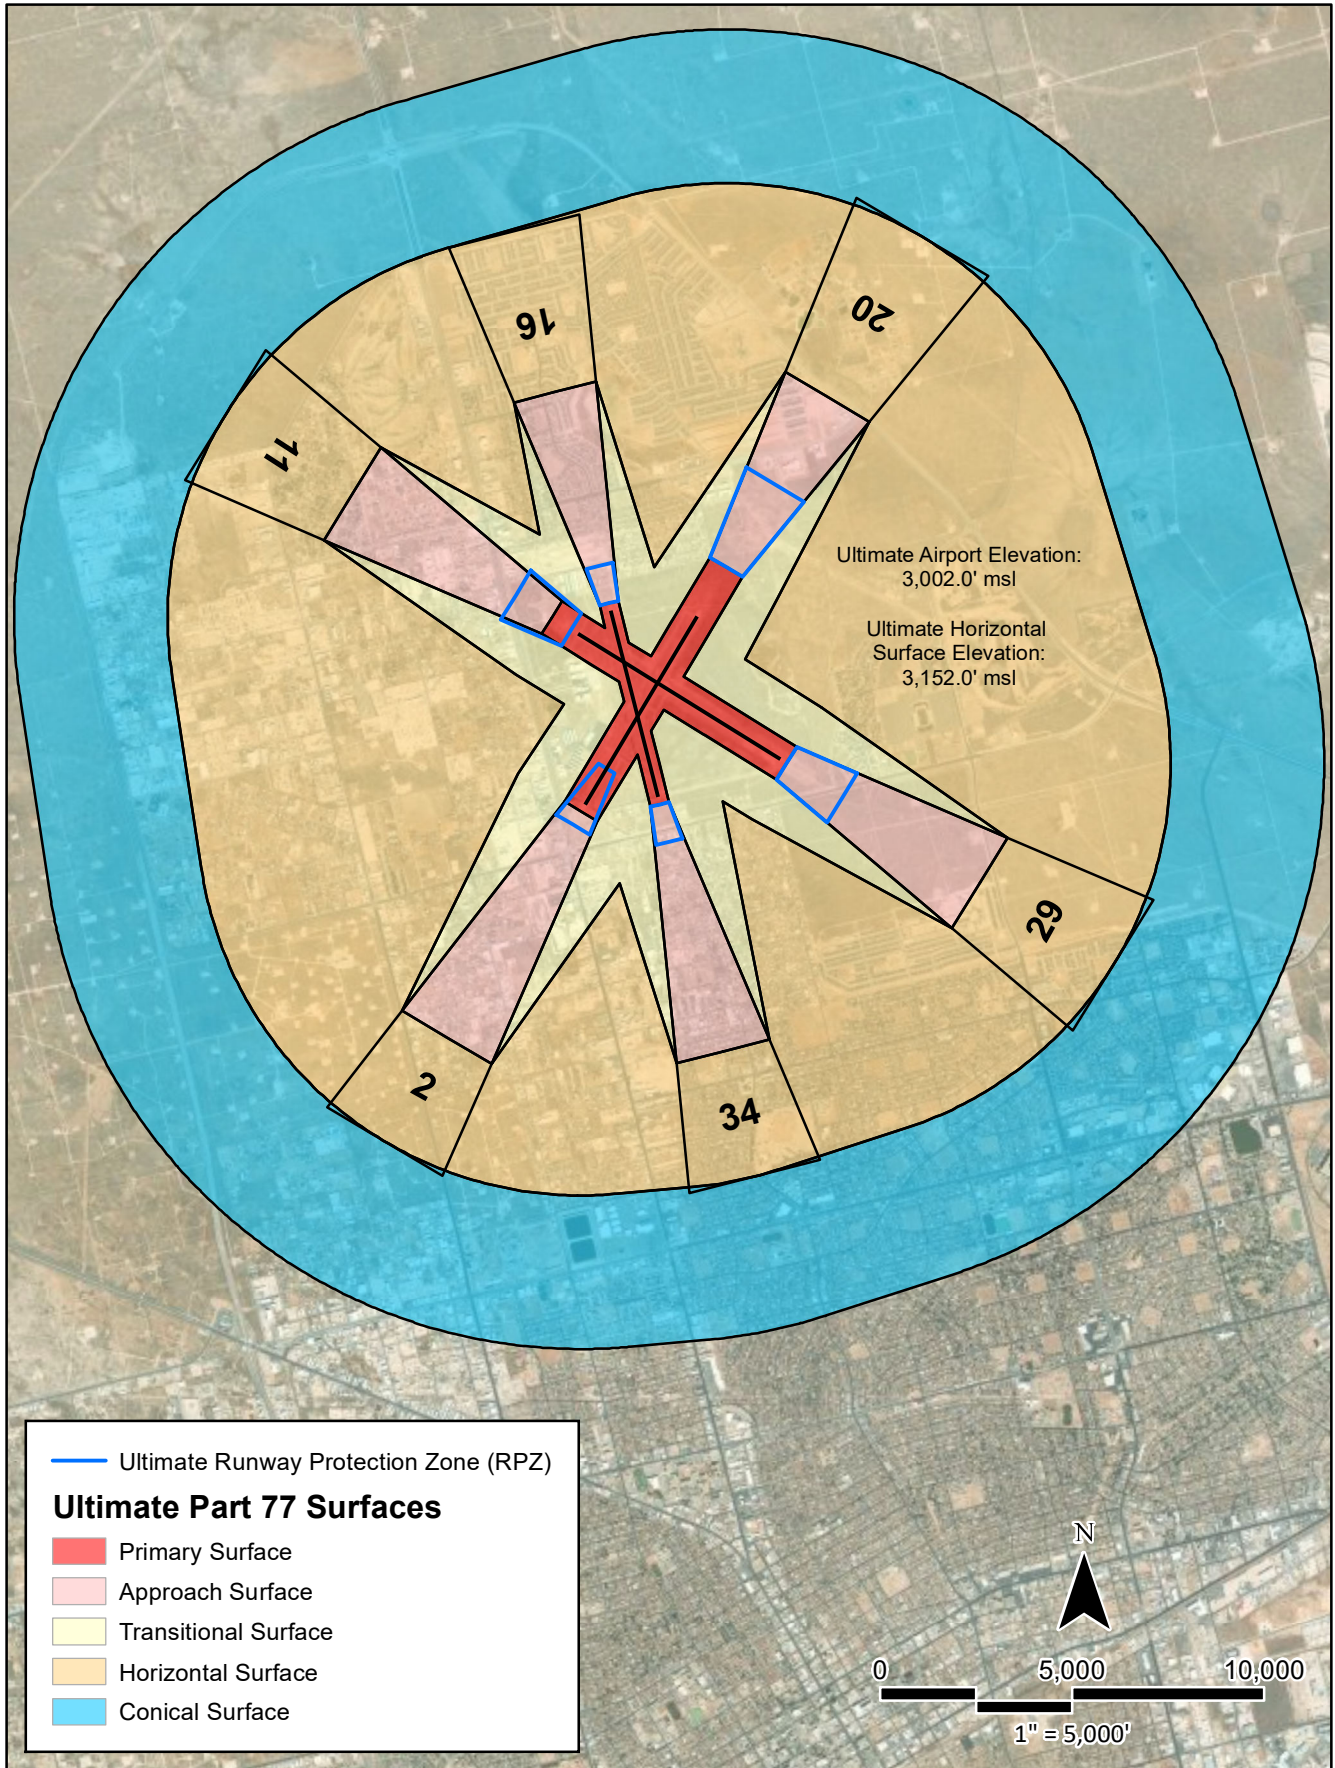 16
20
11
Ultimate Airport Elevation:
3,002.0' msl
Ultimate Horizontal
Surface Elevation:
3,152.0' msl
29
2
34
Ultimate Runway Protection Zone (RPZ)
Ultimate Part 77 Surfaces
Primary Surface
Approach Surface
Transitional Surface
Horizontal Surface
Conical Surface
N
0 5,000 10,000
1" = 5,000'